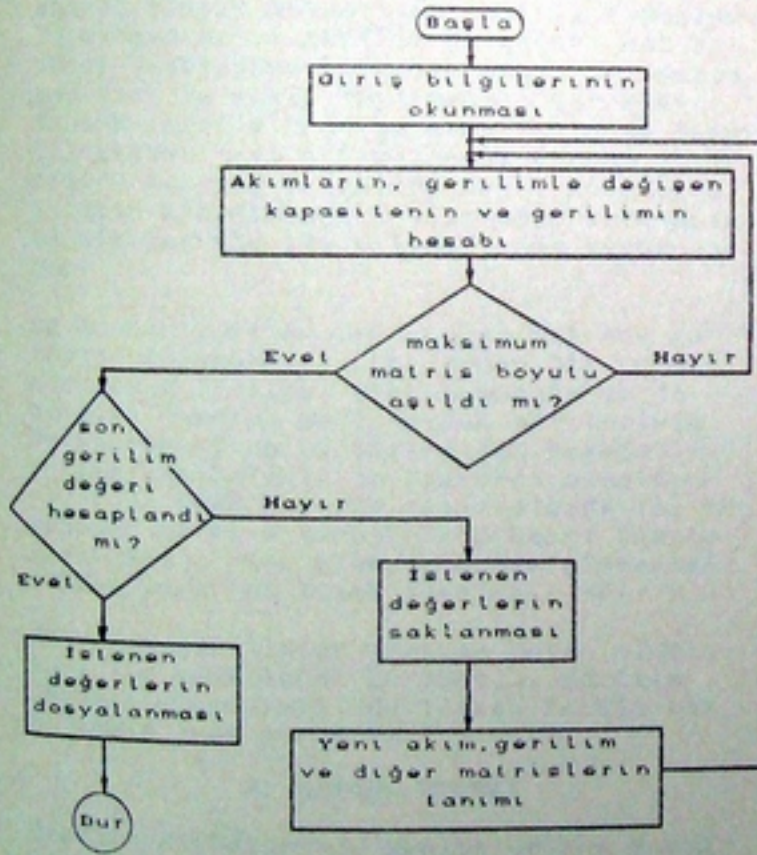 Başla
Giriş bilgilerinin
okunması
Akımların, gerilimle değişen
kapasitenin ve gerilimin
hesabı
maksimum
matris boyutu
aşıldı mı?
Evet
Hayır
son
gerilim
değeri
hesaplandı
mı?
Hayır
Evet
İstenen
değerlerin
saklanması
İstenen
değerlerin
dosyalanması
Yeni akım, gerilim
ve diğer matrislerin
tanımı
Dur